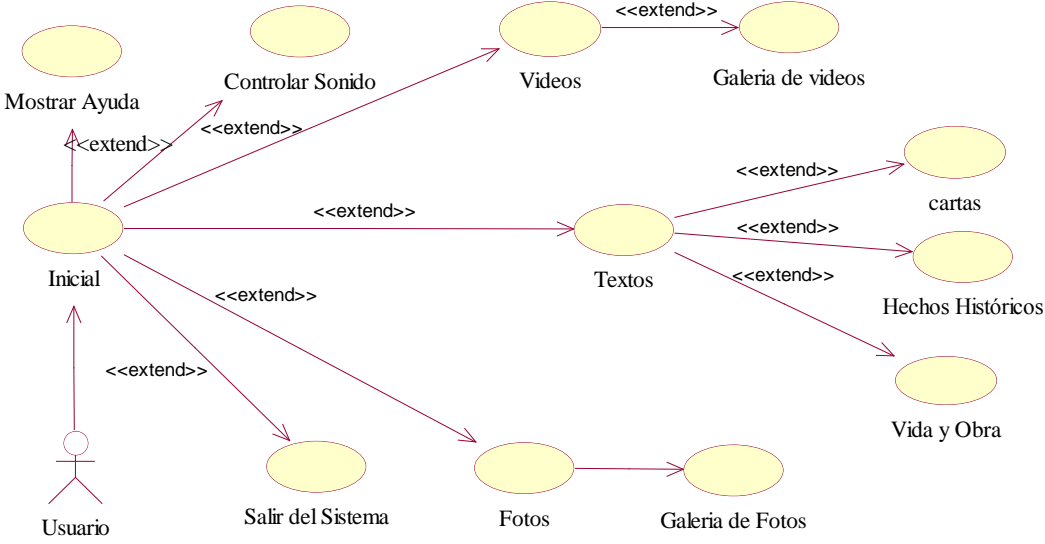 <<extend>>
Videos
Galeria de videos
Controlar Sonido
Mostrar Ayuda
<<extend>>
<<extend>>
<<extend>>
cartas
<<extend>>
Inicial
Textos
<<extend>>
<<extend>>
<<extend>>
Hechos Históricos
<<extend>>
Vida y Obra
Salir del Sistema
Fotos
Galeria de Fotos
Usuario